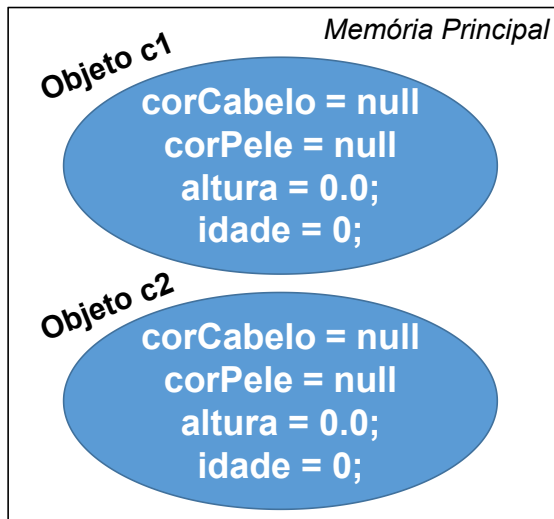 Memória Principal
Objeto c1
corCabelo = null
corPele = null
altura = 0.0;
idade = 0;
Objeto c2
corCabelo = null
corPele = null
altura = 0.0;
idade = 0;